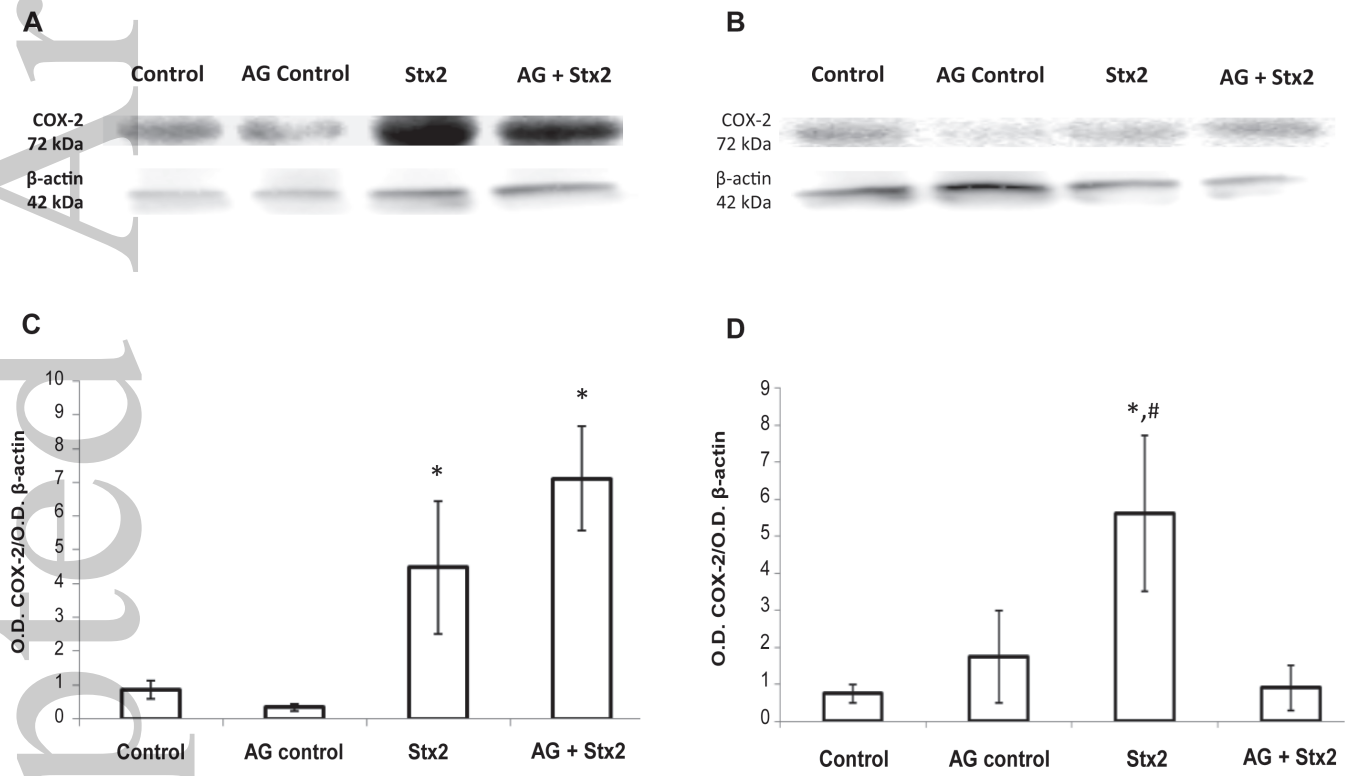 A
Control AG Control Stx2 AG + Stx2
COX-2
72 kDa
β-actin
42 kDa
B
Control AG Control Stx2 AG + Stx2
COX-2
72 kDa
β-actin
42 kDa
C
O.D. COX-2/O.D. β-actin
10
9
8
7
6
5
4
3
2
1
0
*
*
Control AG control Stx2 AG + Stx2
D
O.D. COX-2/O.D. β-actin
9
8
7
6
5
4
3
2
1
0
*,#
Control AG control Stx2 AG + Stx2
Ar
pted